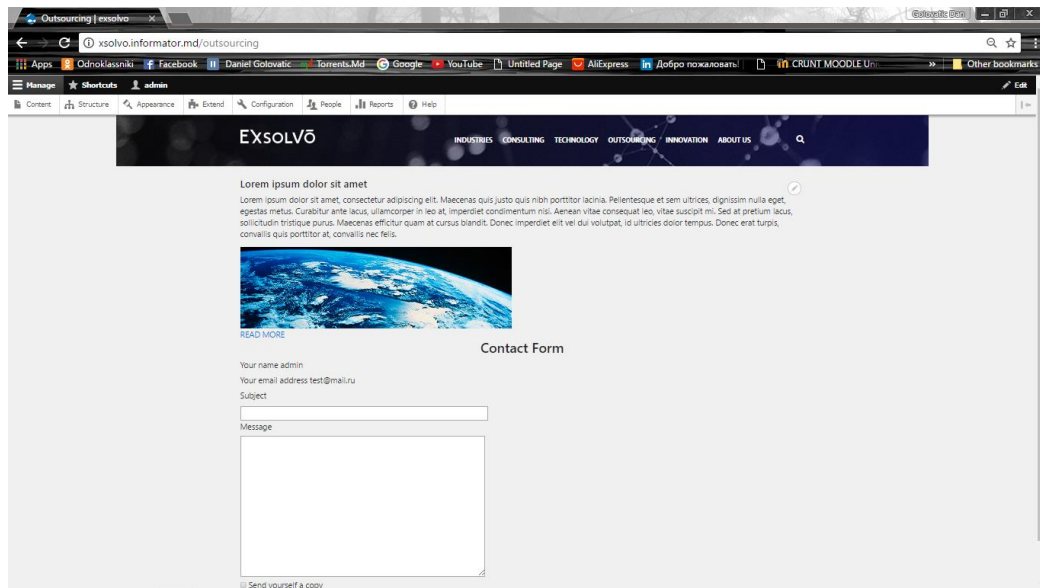 Outsourcing | exsolvo
Golovatic Dan
xsolvo.informator.md/outsourcing
Apps Odnoklassniki Facebook Daniel Golovatic Torrents.Md Google YouTube Untitled Page AliExpress Добро пожаловать! CRUNT MOODLE Uni » Other bookmarks
Manage Shortcuts admin Edit
Content Structure Appearance Extend Configuration People Reports Help
EXSOLVŌ
INDUSTRIES CONSULTING TECHNOLOGY OUTSOURCING INNOVATION ABOUT US
Lorem ipsum dolor sit amet
Lorem ipsum dolor sit amet, consectetur adipiscing elit. Maecenas quis justo quis nibh porttitor lacinia. Pellentesque et sem ultrices, dignissim nulla eget,
egestas metus. Curabitur ante lacus, ullamcorper in leo at, imperdiet condimentum nisi. Aenean vitae consequat leo, vitae suscipit mi. Sed at pretium lacus,
sollicitudin tristique purus. Maecenas efficitur quam at cursus blandit. Donec imperdiet elit vel dui volutpat, id ultricies dolor tempus. Donec erat turpis,
convallis quis porttitor at, convallis nec felis.
READ MORE
Contact Form
Your name admin
Your email address test@mail.ru
Subject
Message
Send yourself a copy